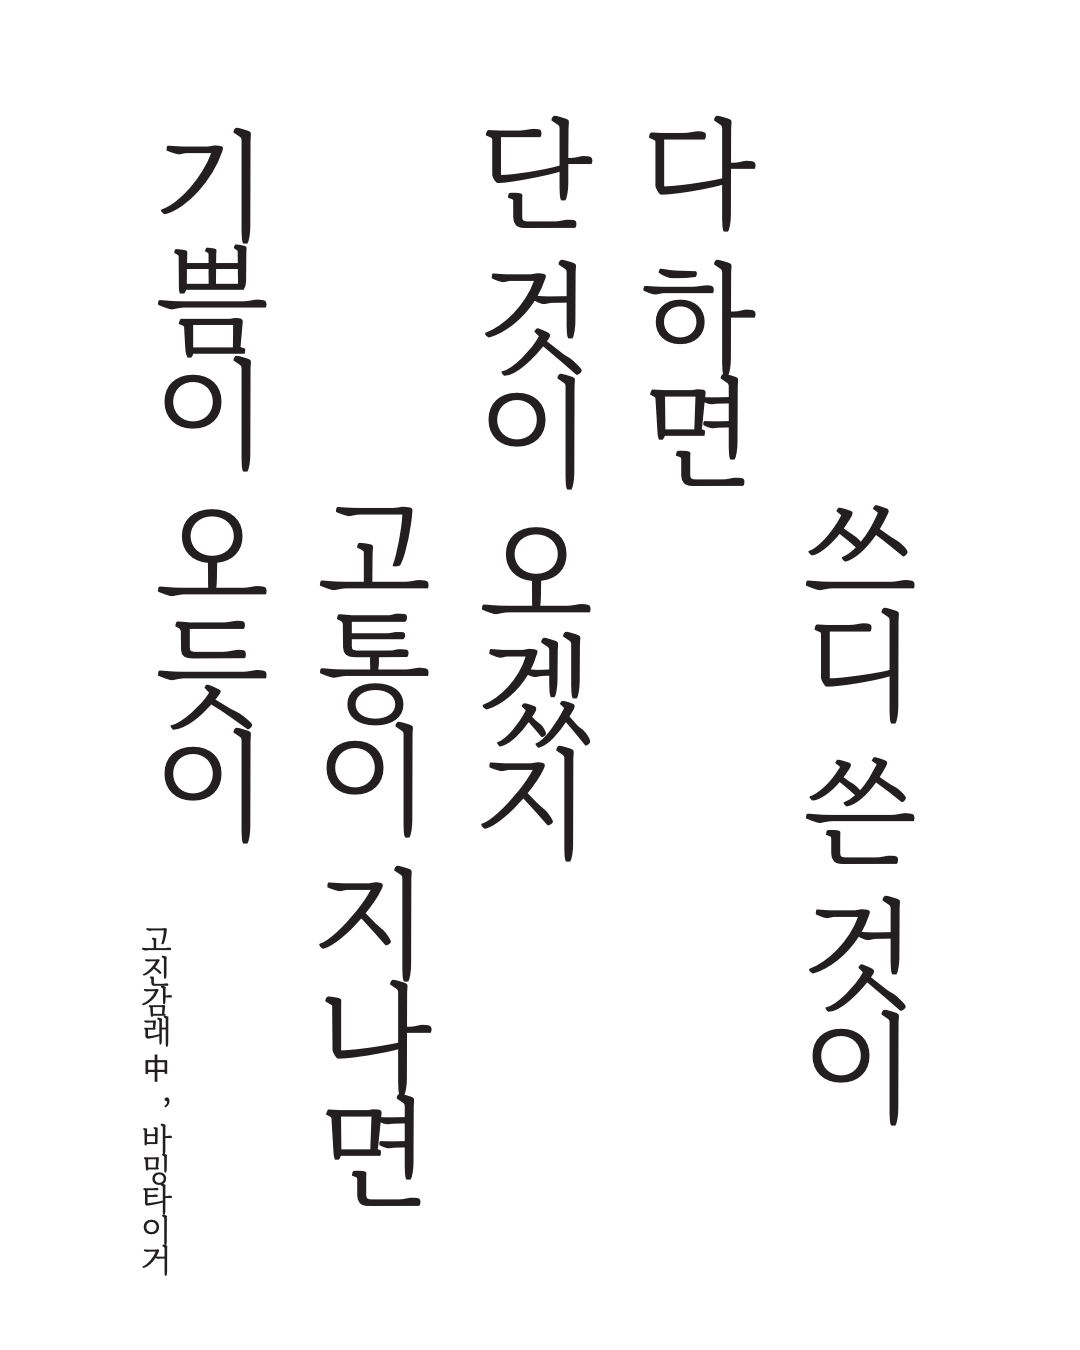 쓰디 쓴 것이
다 하면
단 것이 오겠지
고통이 지나면
기쁨이 오듯이
고진감래 中, 바밍타이거